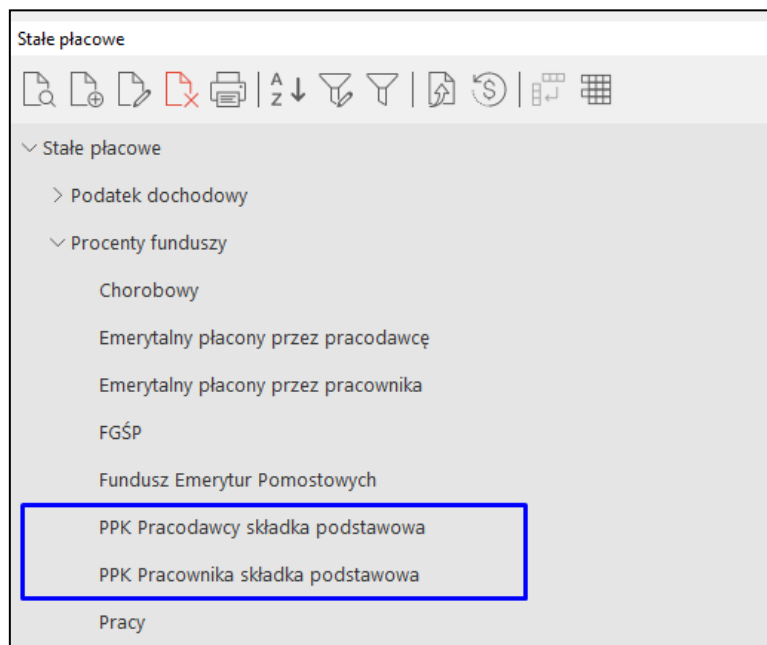 Stałe płacowe
Stałe płacowe
Podatek dochodowy
Procenty funduszy
Chorobowy
Emerytalny płacony przez pracodawcę
Emerytalny płacony przez pracownika
FGŚP
Fundusz Emerytur Pomostowych
PPK Pracodawcy składka podstawowa
PPK Pracownika składka podstawowa
Pracy